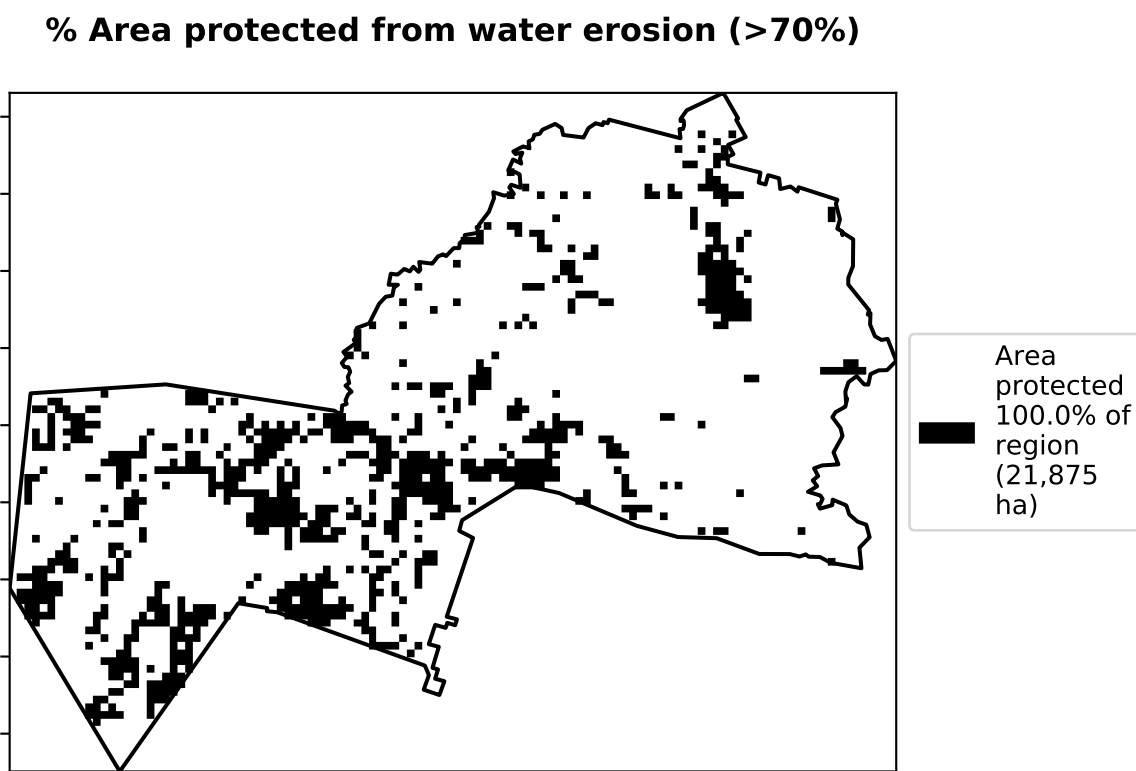 % Area protected from water erosion (>70%)
Area
protected
100.0% of
region
(21,875
ha)